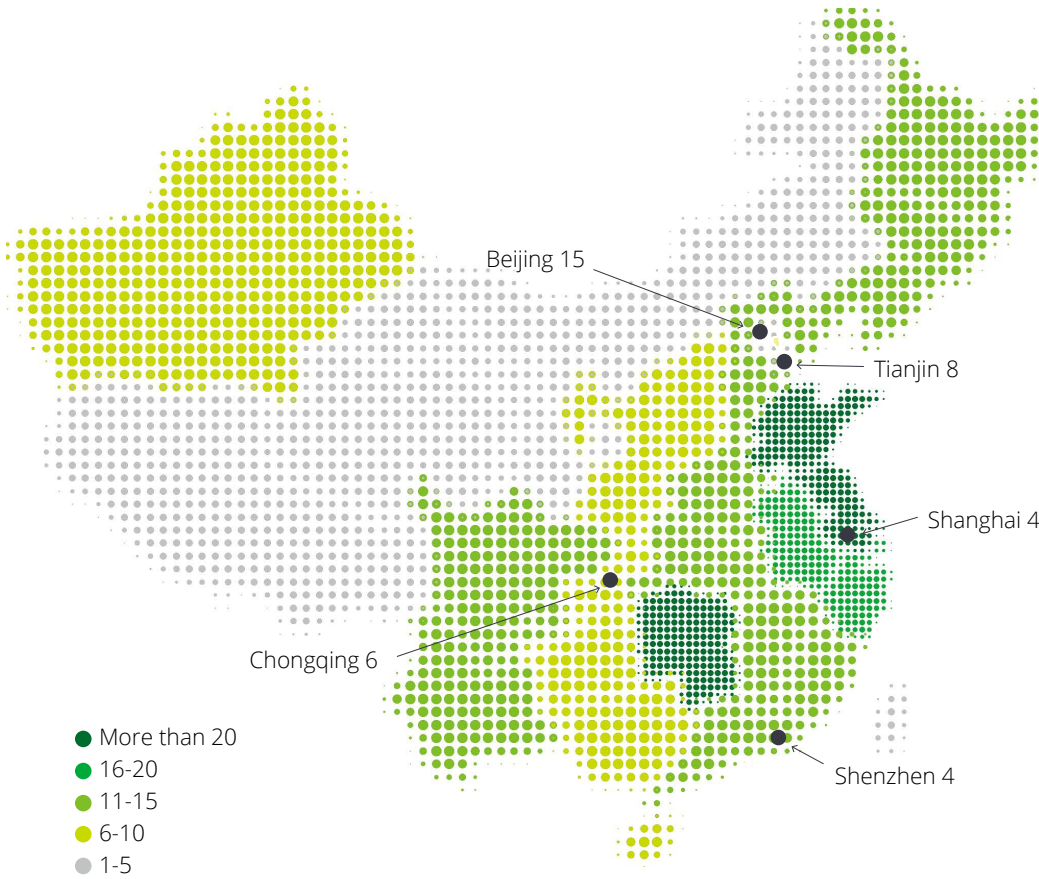 Beijing 15
Tianjin 8
Shanghai 4
Chongqing 6
Shenzhen 4
More than 20
16-20
11-15
6-10
1-5